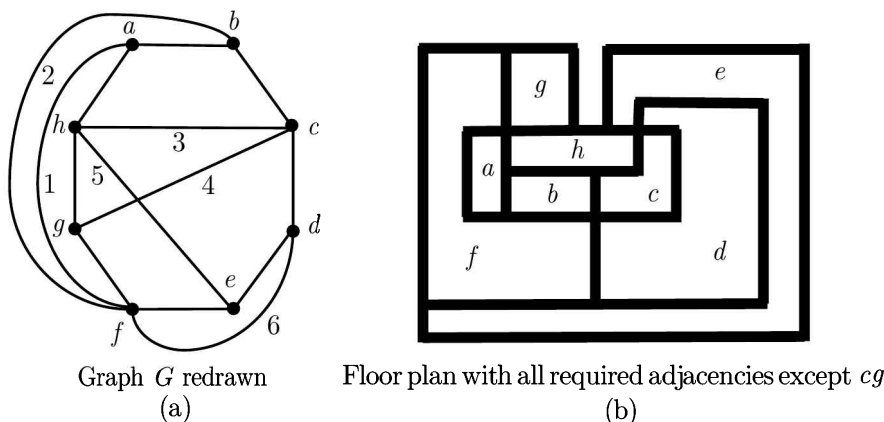 a
b
2
h
c
3
5
4
1
g
d
e
6
f
Graph G redrawn
(a)
g
e
h
a
b
c
f
d
Floor plan with all required adjacencies except cg
(b)